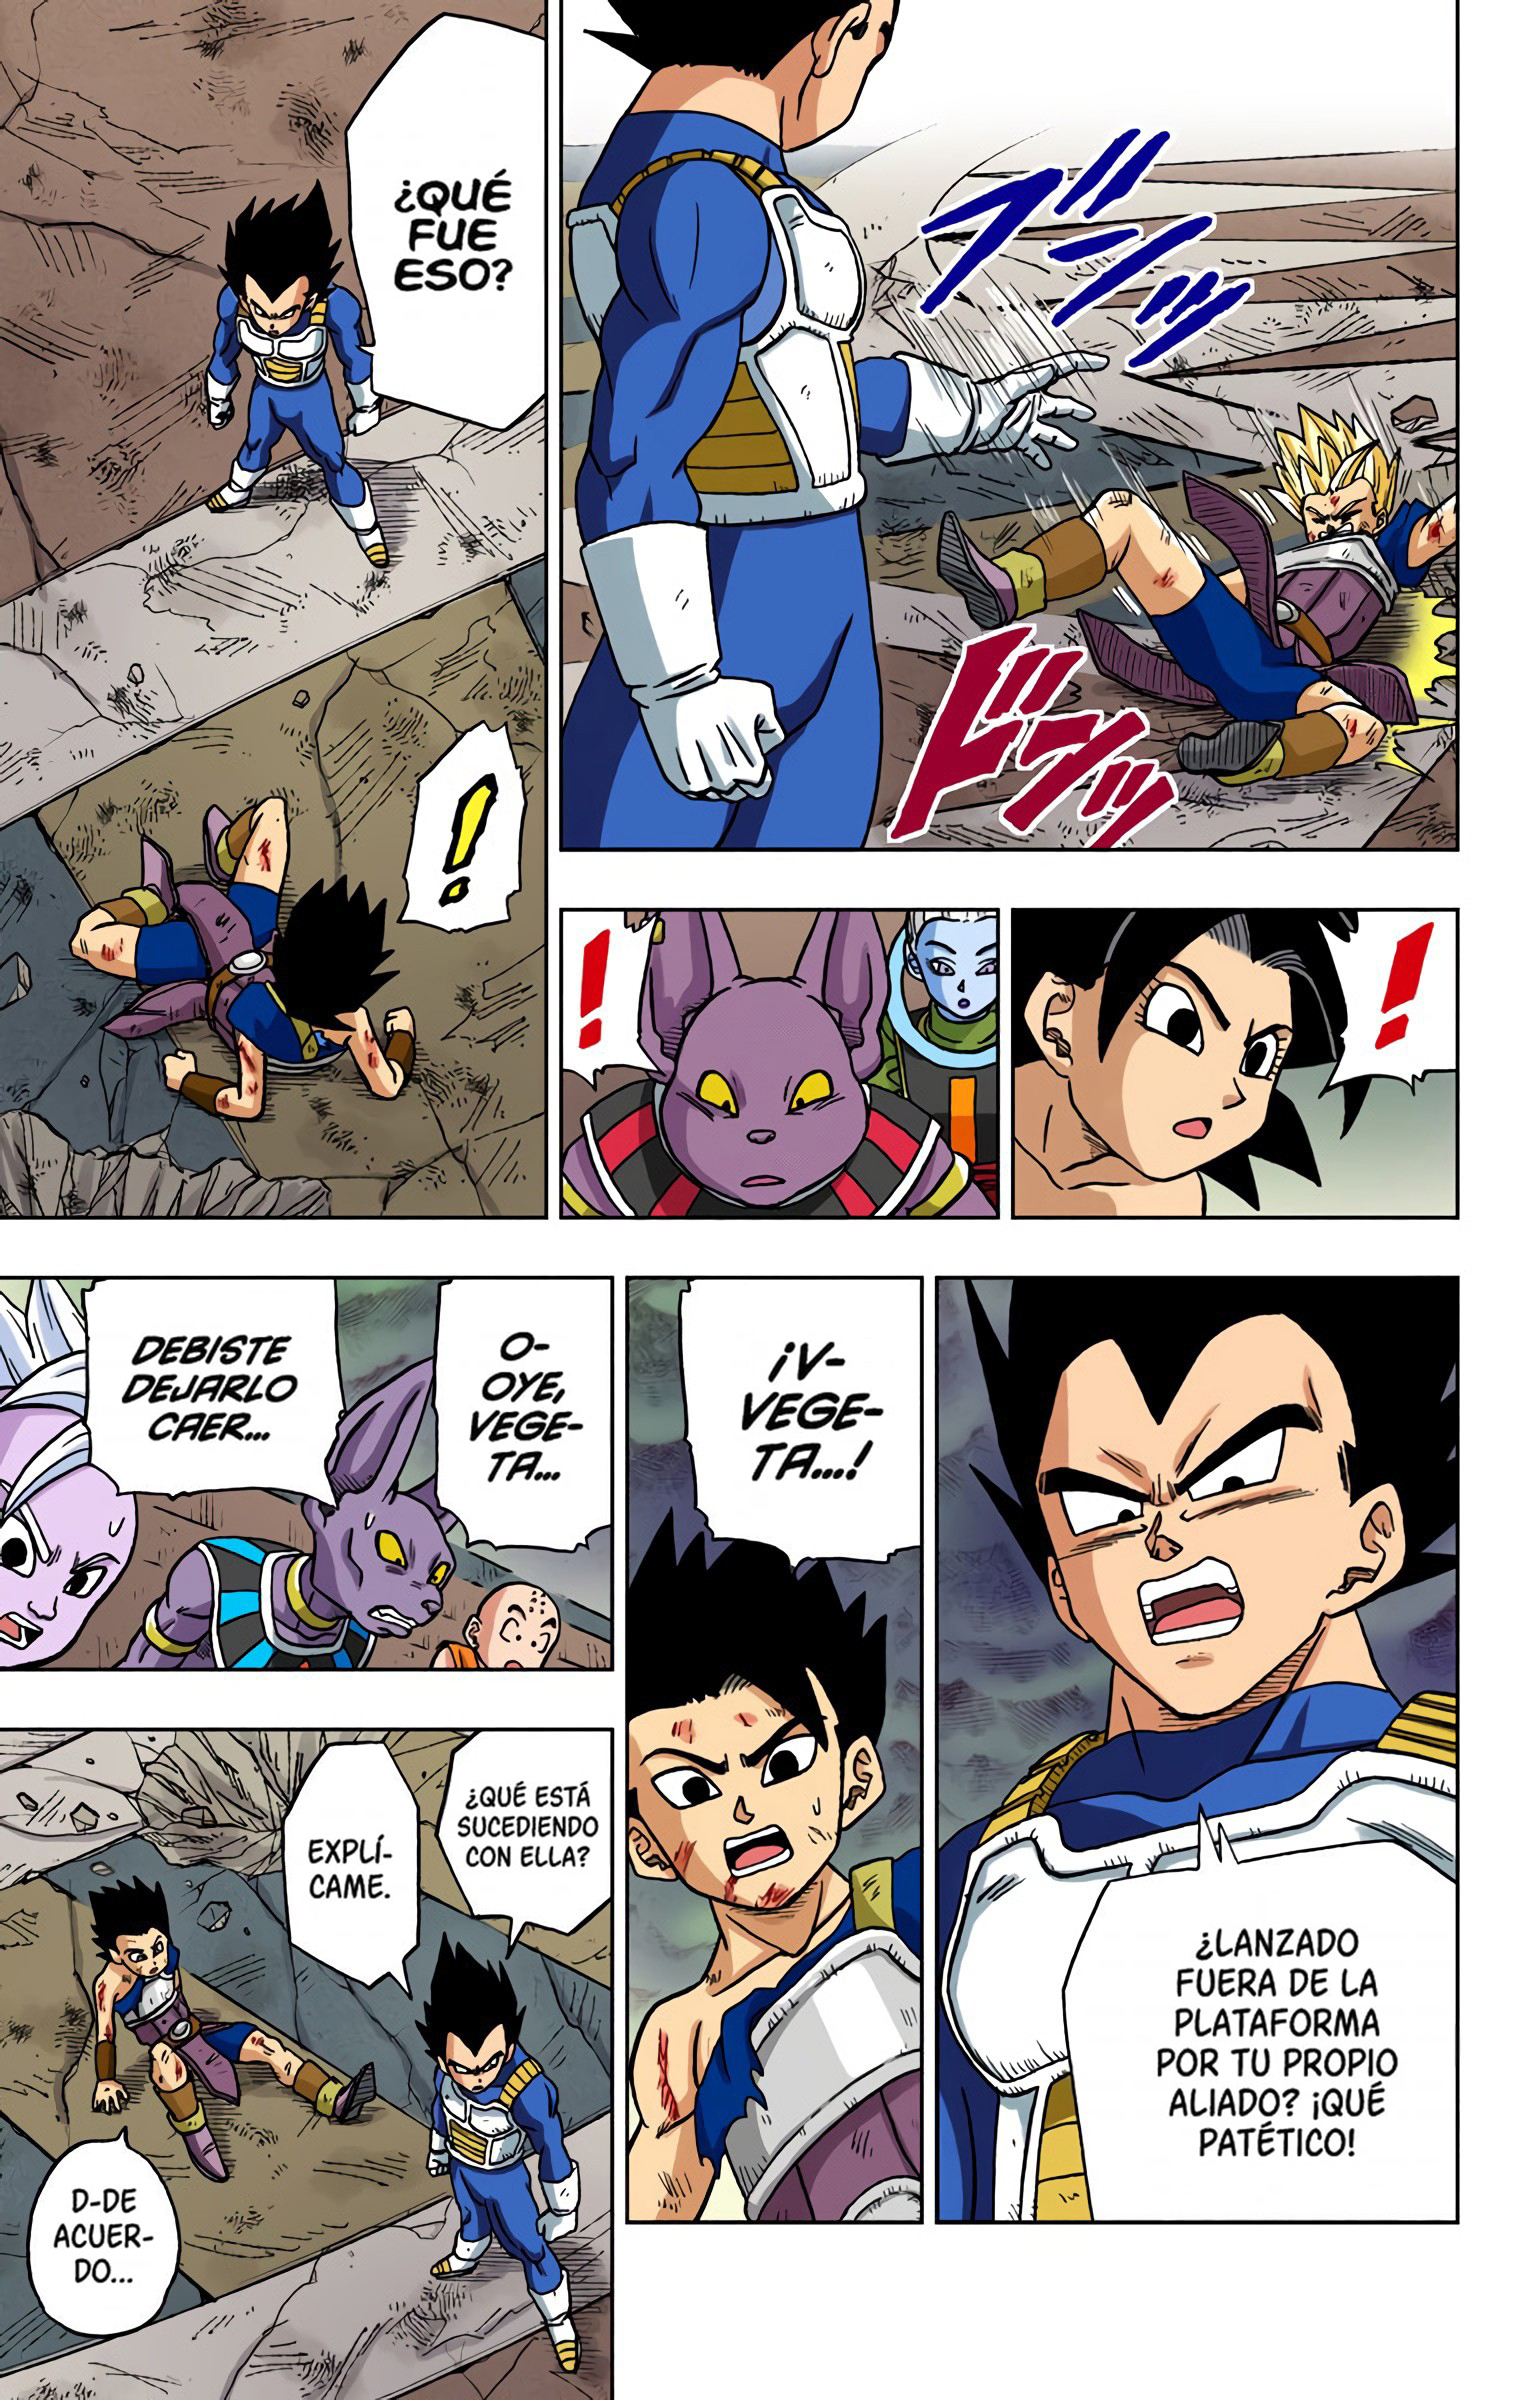 ブンッ
ドンッ
¿QUÉ
FUE
ESO?
!
!
!
¿LANZADO
FUERA DE LA
PLATAFORMA
POR TU PROPIO
ALIADO? ¡QUÉ
PATÉTICO!
¡V-
VEGE-
TA...!
O-
OYE,
VEGE-
TA...
DEBISTE
DEJARLO
CAER...
¿QUÉ ESTÁ
SUCEDIENDO
CON ELLA?
EXPLÍ-
CAME.
D-DE
ACUER-
DO...